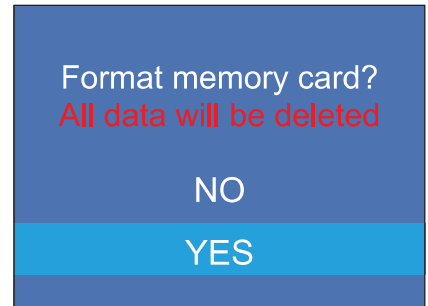 Format memory card?
All data will be deleted
NO
YES